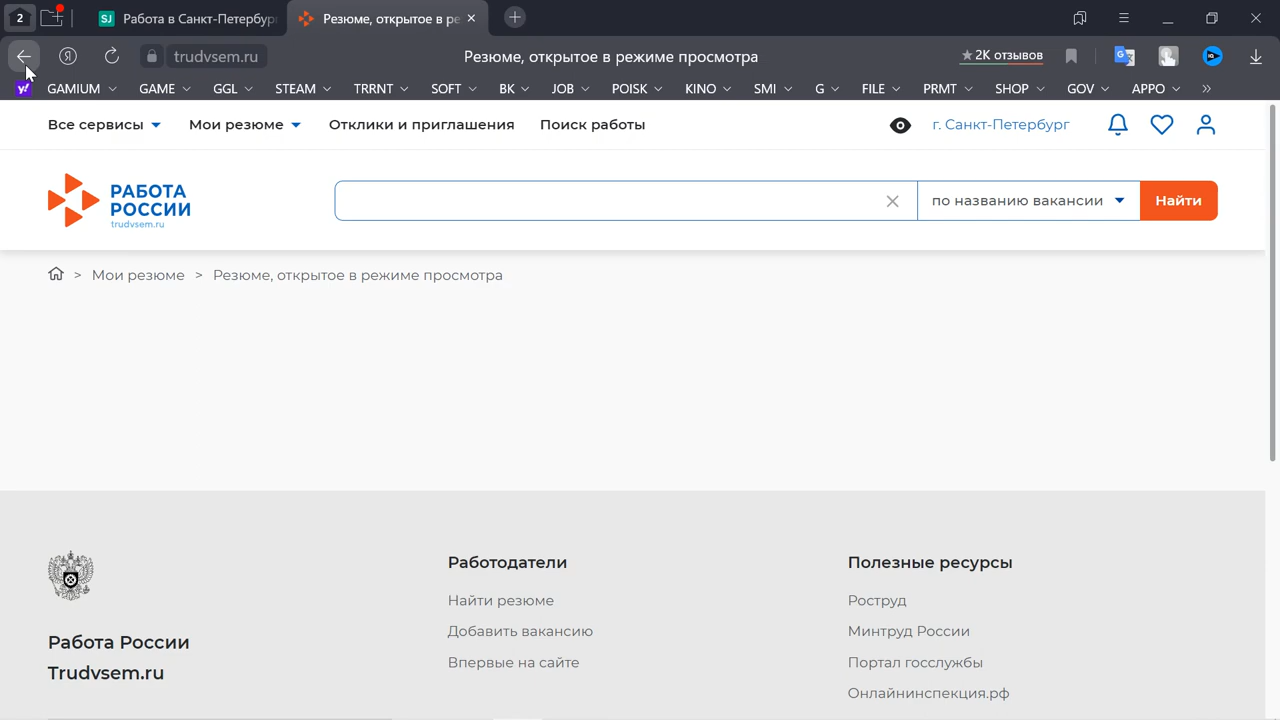 2
SJ Работа в Санкт-Петербур
Резюме, открытое в ре
Я
trudvsem.ru
Резюме, открытое в режиме просмотра
★ 2К отзывов
y!
GAMIUM
GAME
GGL
STEAM
TRRNT
SOFT
BK
JOB
POISK
KINO
SMI
G
FILE
PRMT
SHOP
GOV
APPO
Все сервисы
Мои резюме
Отклики и приглашения
Поиск работы
г. Санкт-Петербург
РАБОТА
РОССИИ
trudvsem.ru
по названию вакансии
Найти
> Мои резюме > Резюме, открытое в режиме просмотра
Работа России
Trudvsem.ru
Работодатели
Найти резюме
Добавить вакансию
Впервые на сайте
Полезные ресурсы
Роструд
Минтруд России
Портал госслужбы
Онлайнинспекция.рф